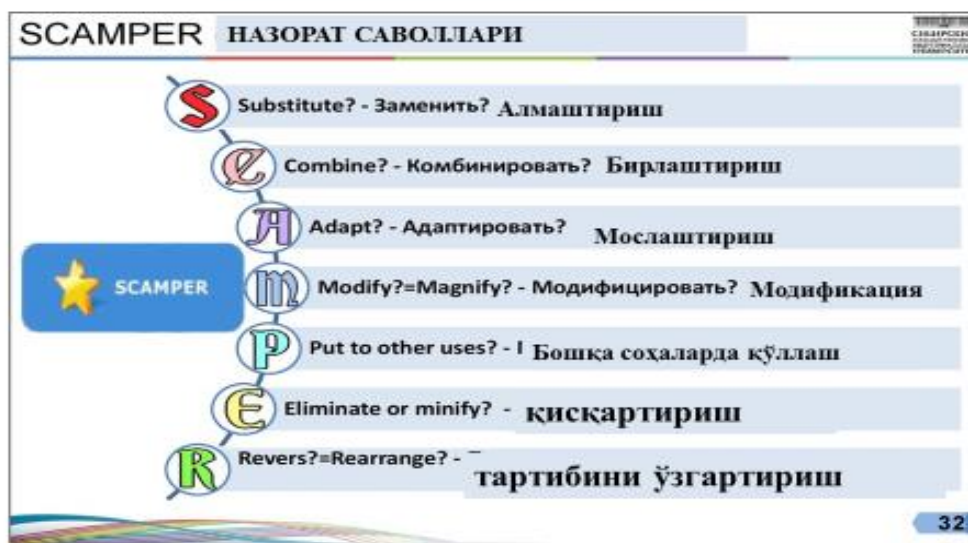 SCAMPER НАЗОРАТ САВОЛЛАРИ
S Substitute? - Заменить? Алмаштириш
C Combine? - Комбинировать? Бирлаштириш
A Adapt? - Адаптировать? Мослаштириш
SCAMPER
m Modify?=Magnify? - Модифицировать? Модификация
P Put to other uses? - Бошқа соҳаларда қўллаш
E Eliminate or minify? - қисқартириш
R Revers?=Rearrange? - тартибини ўзгартириш
32